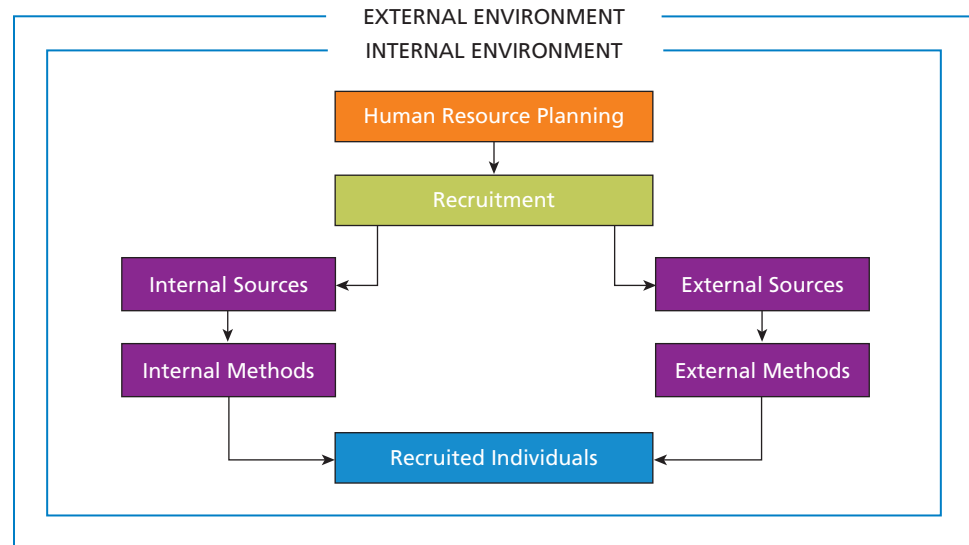 EXTERNAL ENVIRONMENT
INTERNAL ENVIRONMENT
Human Resource Planning
Recruitment
Internal Sources
External Sources
Internal Methods
External Methods
Recruited Individuals